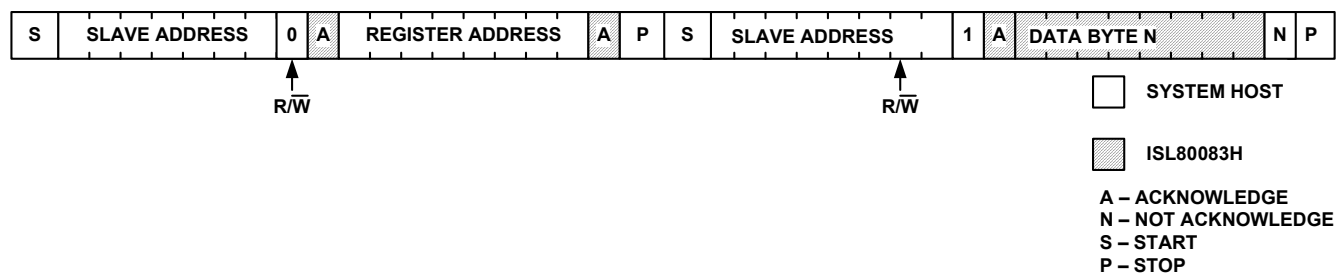 S SLAVE ADDRESS 0 A REGISTER ADDRESS A P S SLAVE ADDRESS 1 A DATA BYTE N N P
R/W̅ R/W̅
SYSTEM HOST
ISL80083H
A – ACKNOWLEDGE
N – NOT ACKNOWLEDGE
S – START
P – STOP